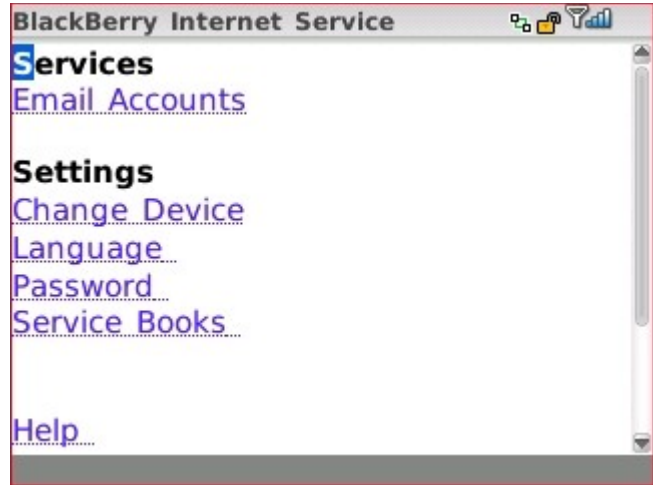 BlackBerry Internet Service
Services
Email Accounts
Settings
Change Device
Language
Password
Service Books
Help